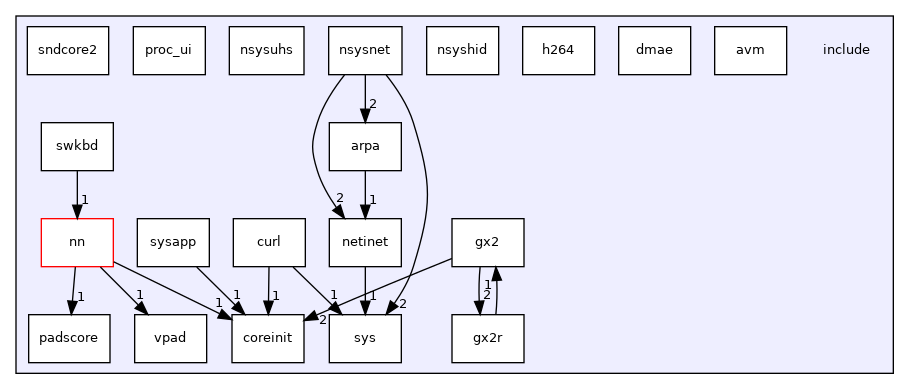 sndcore2 proc_ui nsysuhs nsysnet nsyshid h264 dmae avm include
2
swkbd arpa
1 2 1
nn sysapp curl netinet gx2
1 2
1 1 1 1 1 1 1 2 2
padscore vpad coreinit sys gx2r